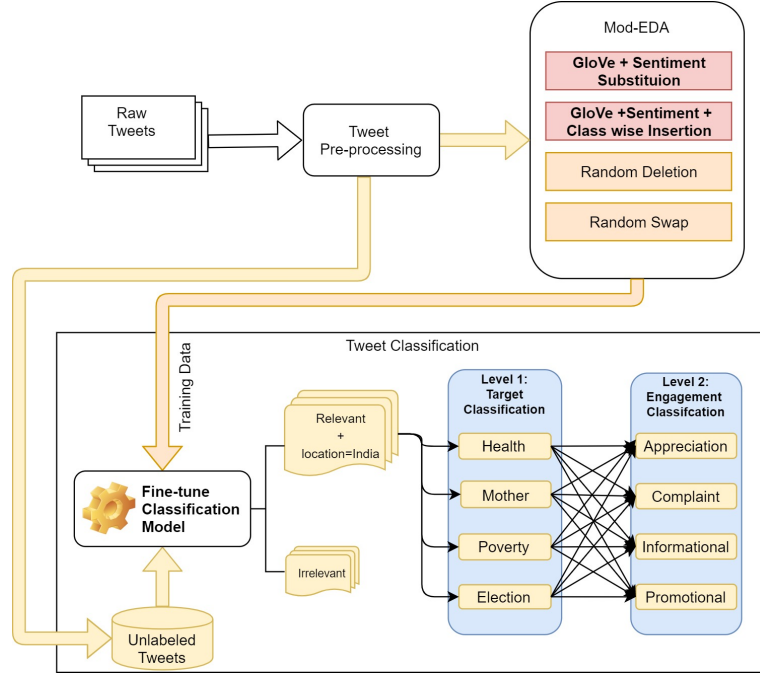 Mod-EDA
GloVe + Sentiment
Substituion
GloVe +Sentiment +
Class wise Insertion
Random Deletion
Random Swap
Raw
Tweets
Tweet
Pre-processing
Tweet Classification
Training Data
Fine-tune
Classification
Model
Unlabeled
Tweets
Relevant
+
location=India
Irrelevant
Level 1:
Target
Classification
Health
Mother
Poverty
Election
Level 2:
Engagement
Classifcation
Appreciation
Complaint
Informational
Promotional